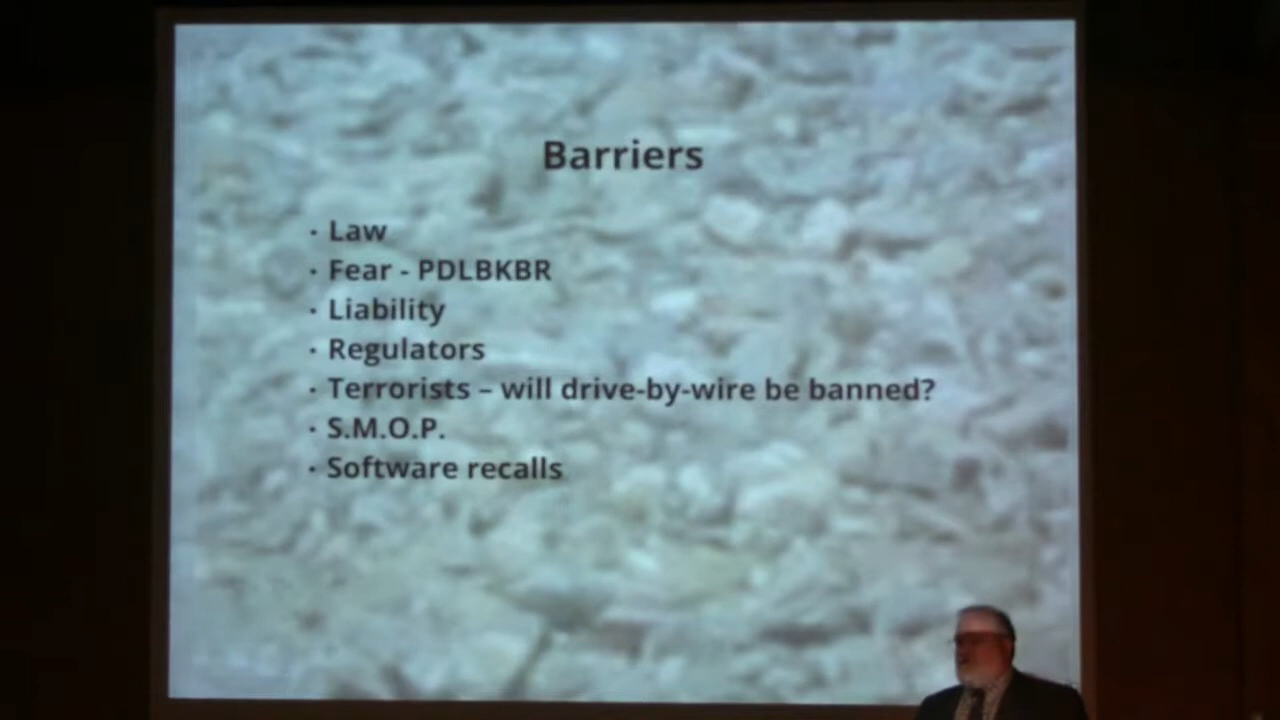 Barriers
· Law
· Fear - PDLBKBR
· Liability
· Regulators
· Terrorists – will drive-by-wire be banned?
· S.M.O.P.
· Software recalls